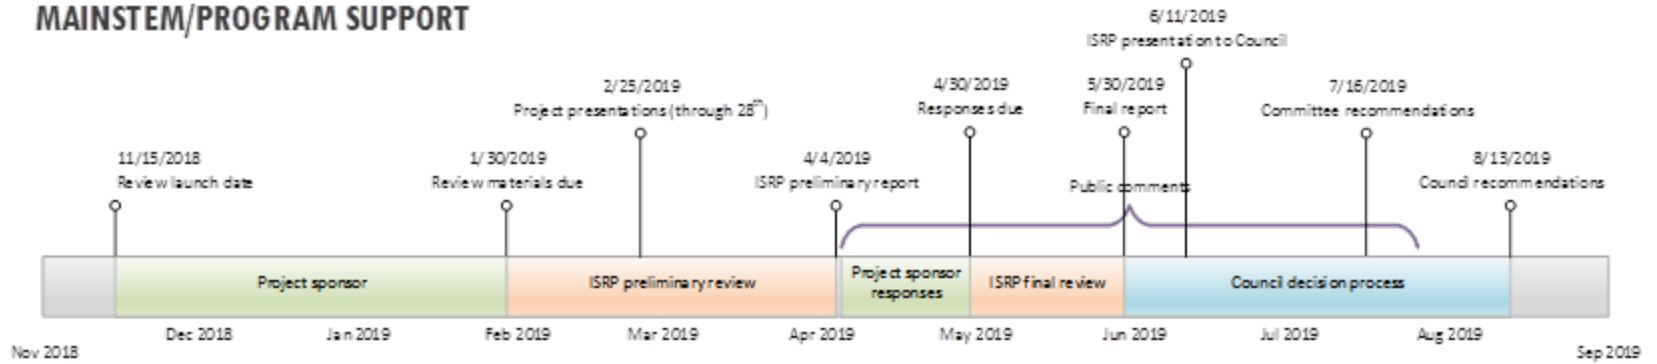 MAINSTEM/PROGRAM SUPPORT
6/11/2019
ISRP presentation to Council
2/25/2019
Project presentations (through 28th)
4/30/2019
Responses due
5/30/2019
Final report
7/16/2019
Committee recommendations
11/15/2018
Review launch date
1/30/2019
Review materials due
4/4/2019
ISRP preliminary report
Public comments
8/13/2019
Council recommendations
Project sponsor
ISRP preliminary review
Project sponsor
responses
ISRP final review
Council decision process
Nov 2018
Dec 2018
Jan 2019
Feb 2019
Mar 2019
Apr 2019
May 2019
Jun 2019
Jul 2019
Aug 2019
Sep 2019